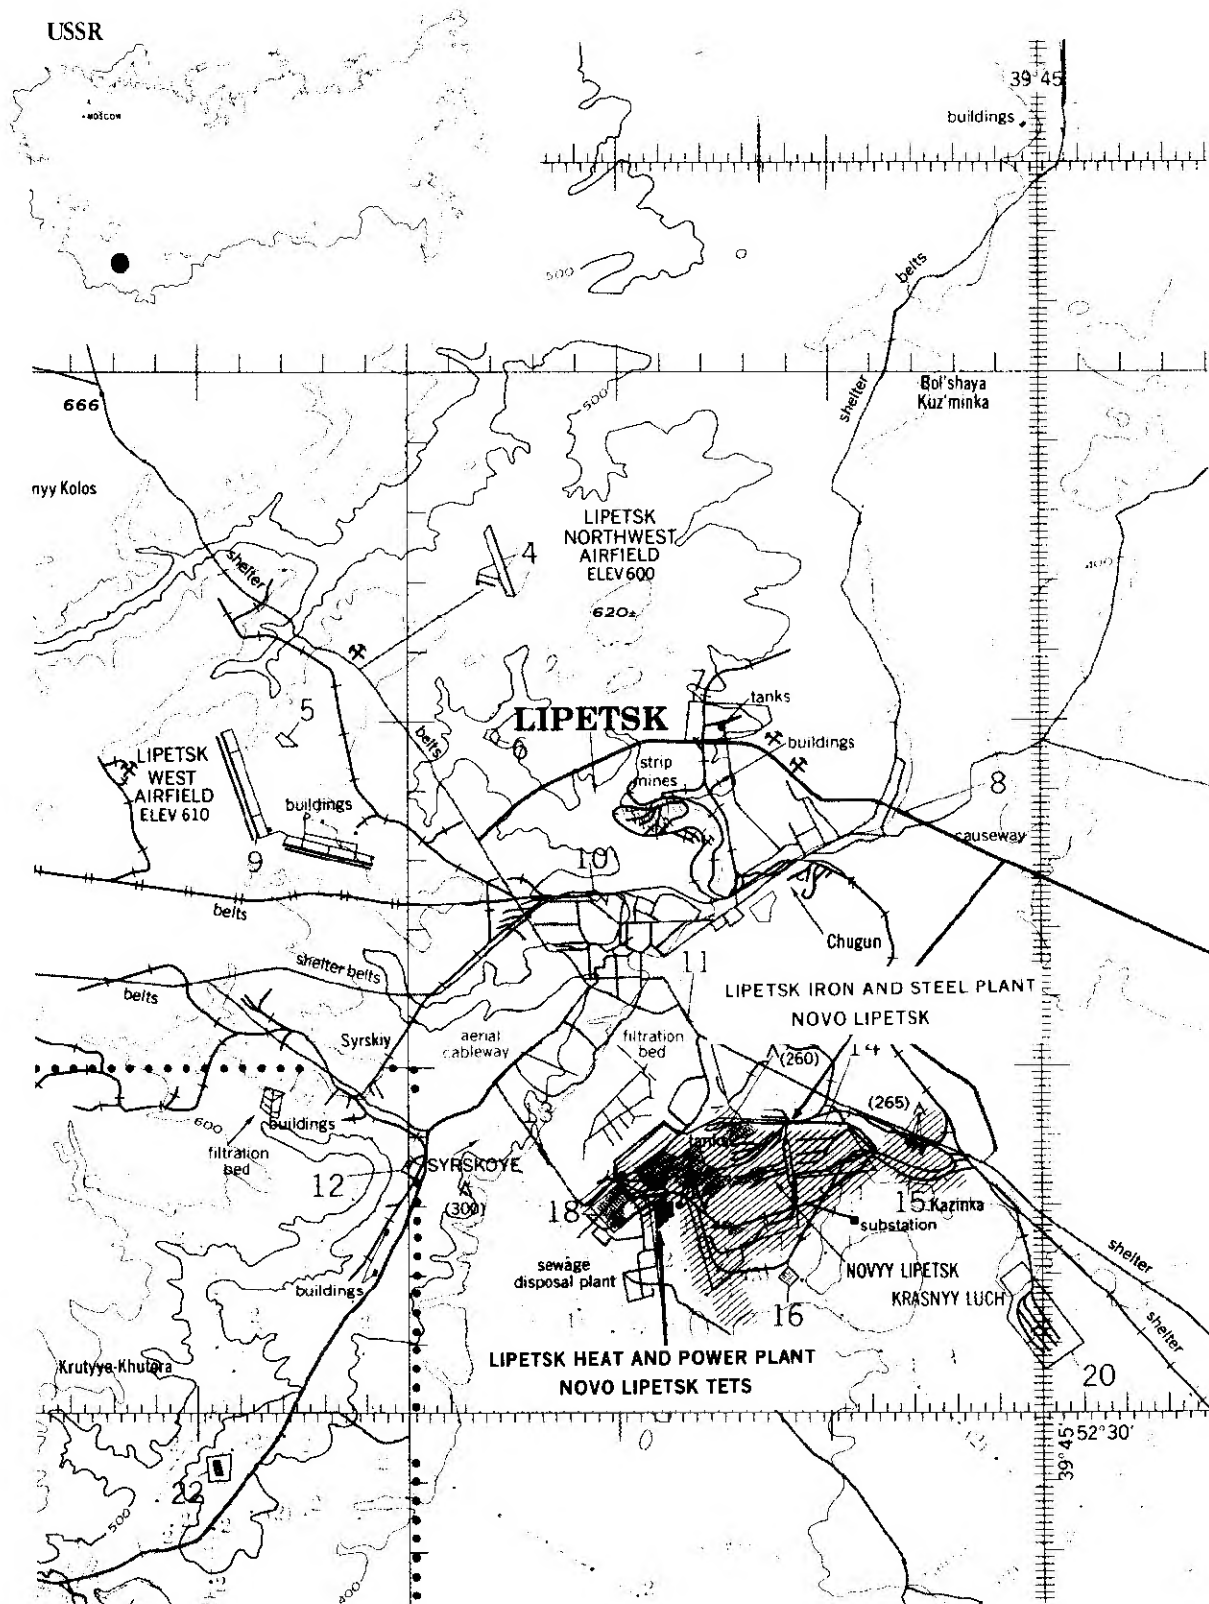 USSR
MOSCOW
39°45
buildings
500
belts
shelter
Bol'shaya
Kuz'minka
666
500
nyy Kolos
LIPETSK
NORTHWEST
AIRFIELD
ELEV 600
4
shelter
620±
5
7
tanks
LIPETSK
belts
6
buildings
LIPETSK
WEST
AIRFIELD
ELEV 610
strip
mines
8
buildings
causeway
9
10
belts
Chugun
shelter belts
11
belts
LIPETSK IRON AND STEEL PLANT
NOVO LIPETSK
Syrskiy
aerial
cableway
filtration
bed
(260)
14
(265)
600
buildings
filtration
bed
tanks
12
SYRSKOYE
(300)
18
15
Kazinka
substation
sewage
disposal plant
NOVYY LIPETSK
KRASNYY LUCH
shelter
buildings
16
shelter
LIPETSK HEAT AND POWER PLANT
NOVO LIPETSK TETS
Krutyye-Khutora
20
39°45
52°30'
22
500
400